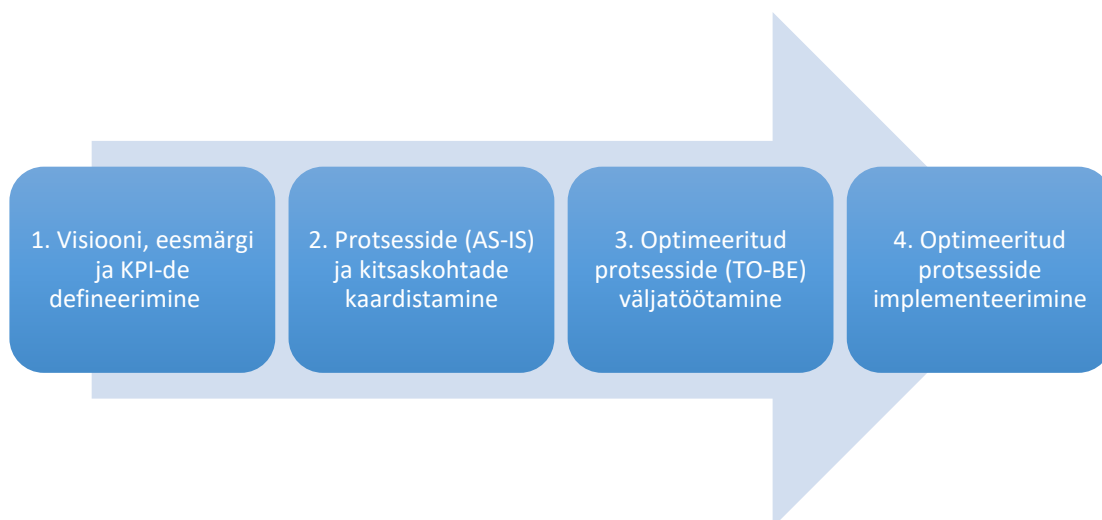 1. Visiooni, eesmärgi
ja KPI-de
defineerimine
2. Protsesside (AS-IS)
ja kitsaskohtade
kaardistamine
3. Optimeeritud
protsesside (TO-BE)
väljatöötamine
4. Optimeeritud
protsesside
implementeerimine